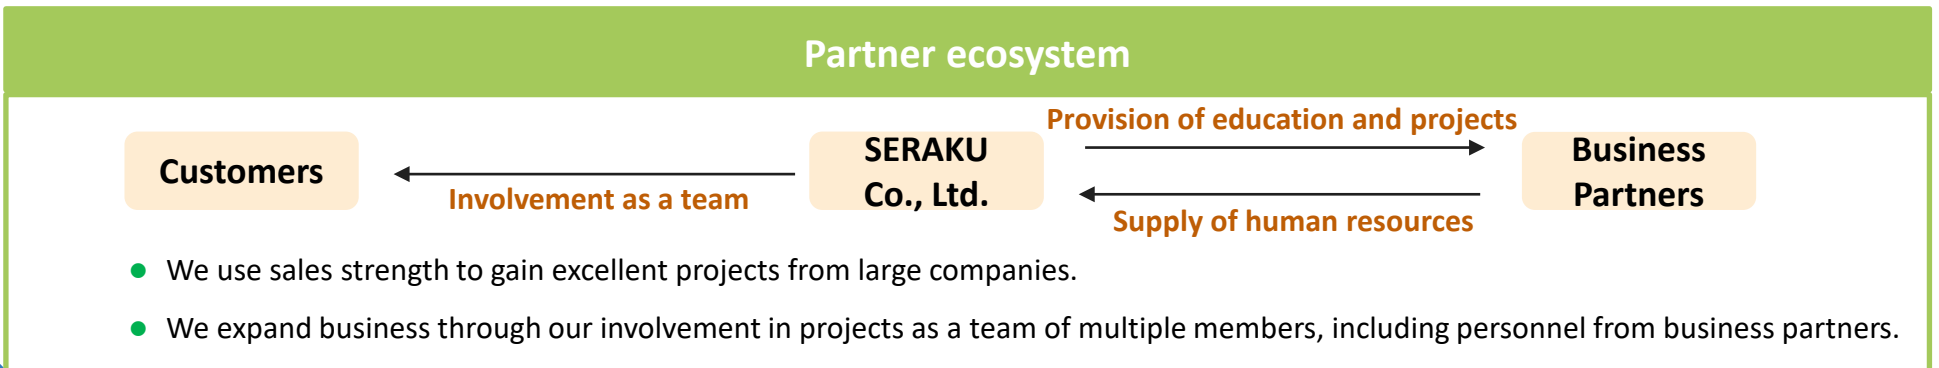 Partner ecosystem
Customers
Involvement as a team
SERAKU
Co., Ltd.
Provision of education and projects
Supply of human resources
Business
Partners
We use sales strength to gain excellent projects from large companies.
We expand business through our involvement in projects as a team of multiple members, including personnel from business partners.